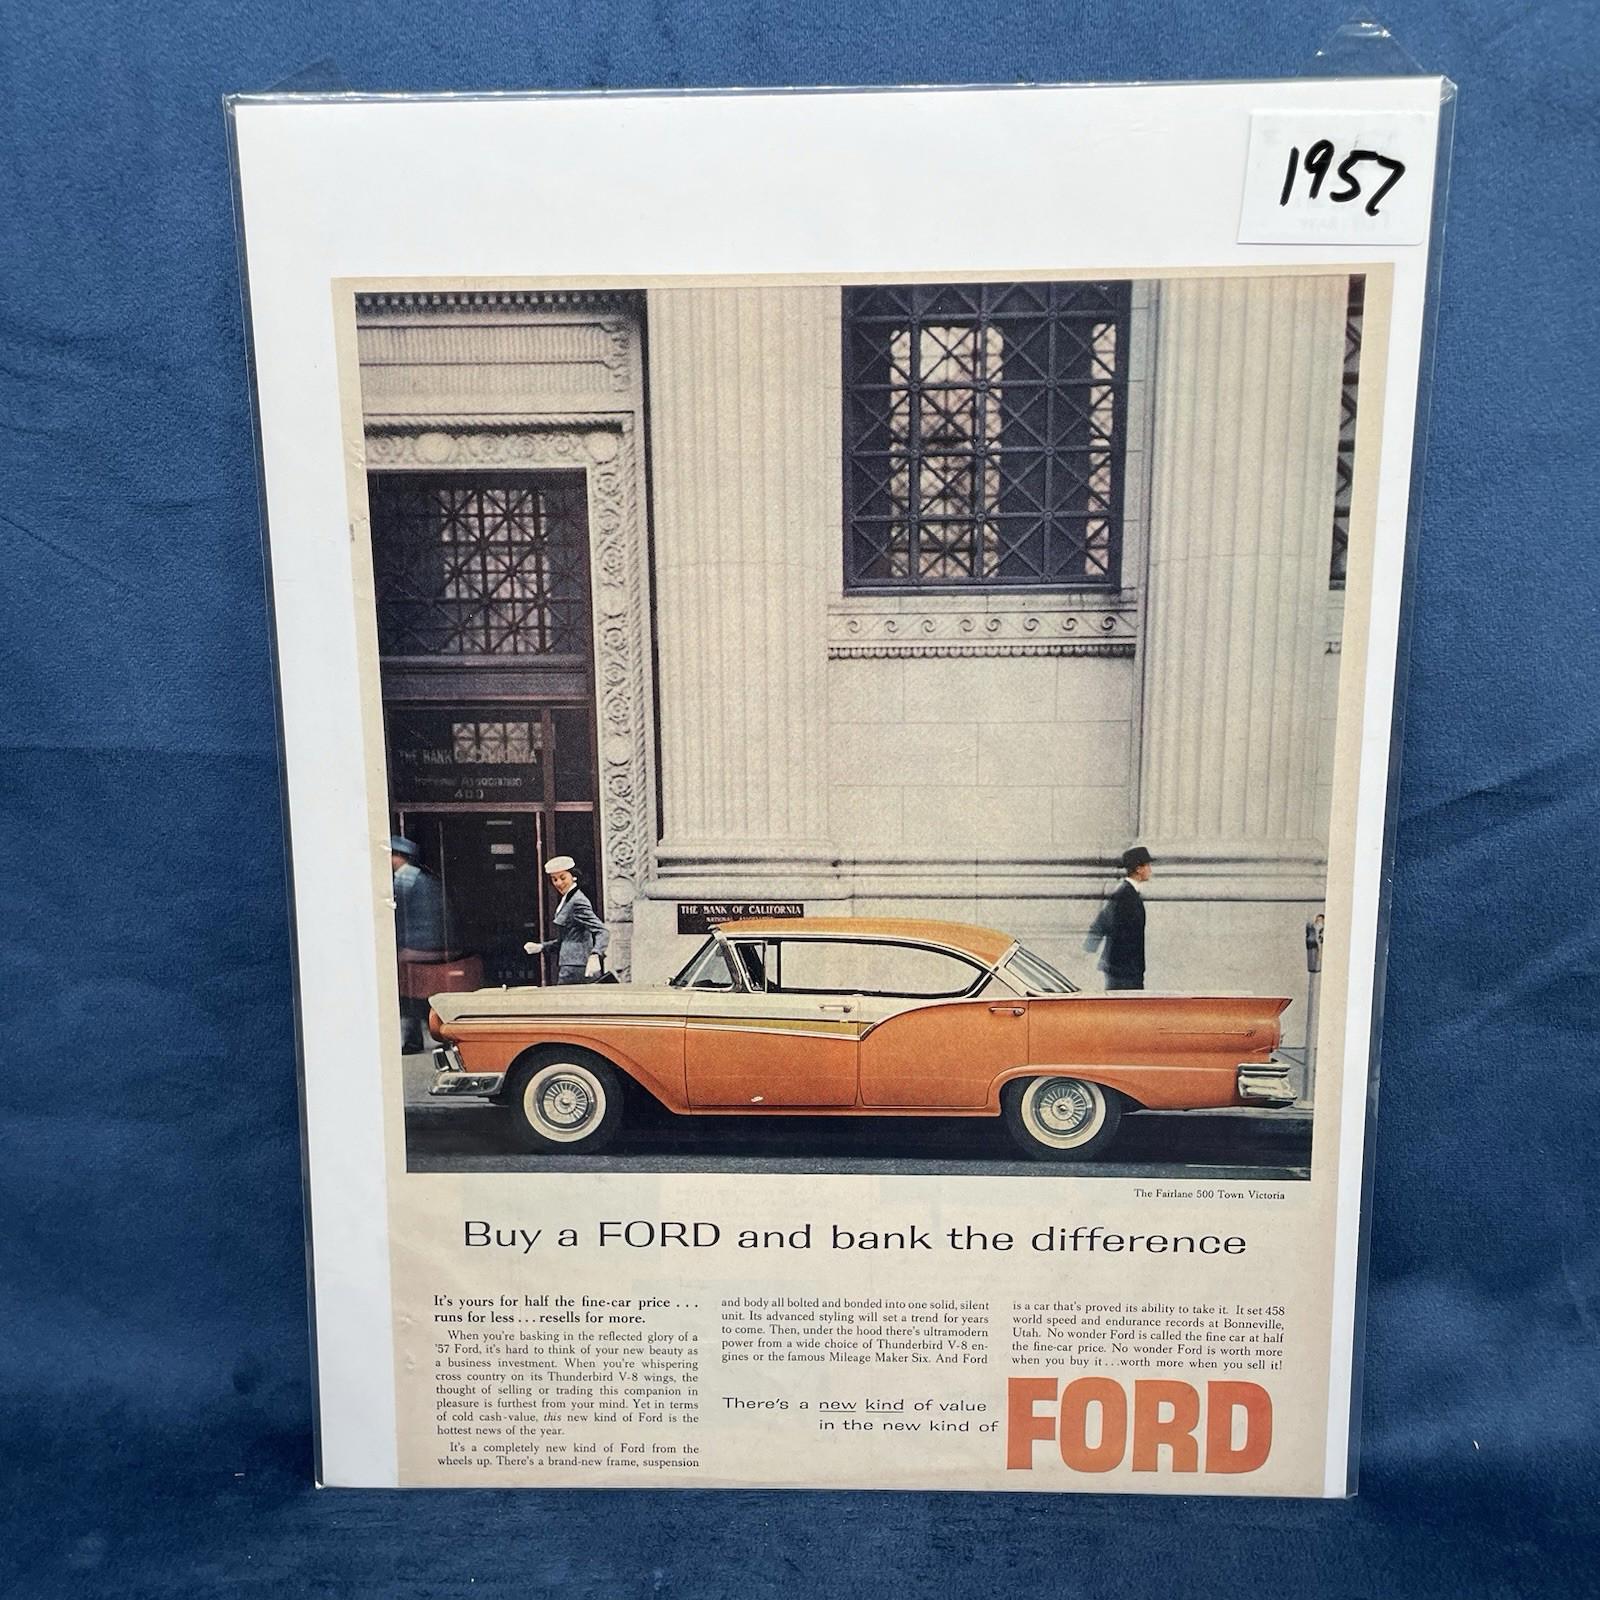 1957
THE BANK OF CALIFORNIA
400
THE BANK OF CALIFORNIA
NATIONAL ASSOCIATION
The Fairlane 500 Town Victoria
Buy a FORD and bank the difference
It's yours for half the fine-car price . . .
runs for less . . . resells for more.
When you're basking in the reflected glory of a
'57 Ford, it's hard to think of your new beauty as
a business investment. When you're whispering
cross country on its Thunderbird V-8 wings, the
thought of selling or trading this companion in
pleasure is furthest from your mind. Yet in terms
of cold cash-value, this new kind of Ford is the
hottest news of the year.
It's a completely new kind of Ford from the
wheels up. There's a brand-new frame, suspension
and body all bolted and bonded into one solid, silent
unit. Its advanced styling will set a trend for years
to come. Then, under the hood there's ultramodern
power from a wide choice of Thunderbird V-8 en-
gines or the famous Mileage Maker Six. And Ford
is a car that's proved its ability to take it. It set 458
world speed and endurance records at Bonneville,
Utah. No wonder Ford is called the fine car at half
the fine-car price. No wonder Ford is worth more
when you buy it . . . worth more when you sell it!
There's a new kind of value
in the new kind of
FORD